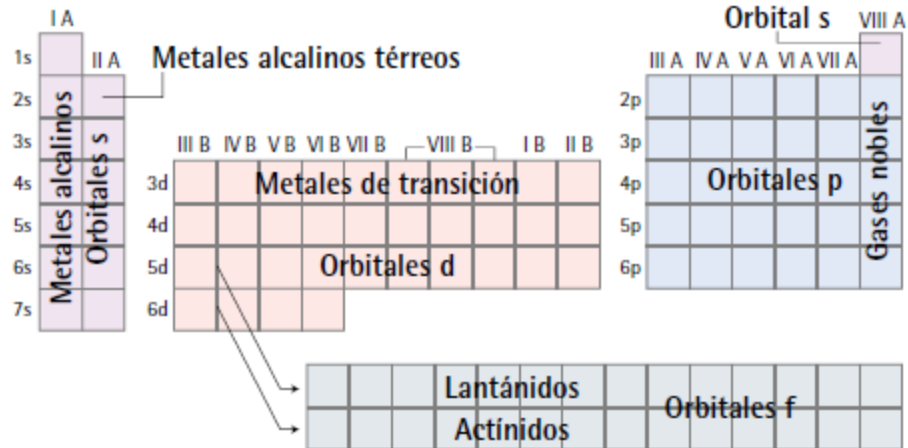 I A
Orbital s
VIII A
1s
II A
Metales alcalinos térreos
III A IV A V A VI A VII A
2s
2p
3s
III B IV B V B VI B VII B VIII B I B II B
3p
4s
3d
Metales de transición
4p
Orbitales p
5s
4d
5p
6s
5d
Orbitales d
6p
7s
6d
Metales alcalinos
Orbitales s
Gases nobles
Lantánidos
Orbitales f
Actínidos